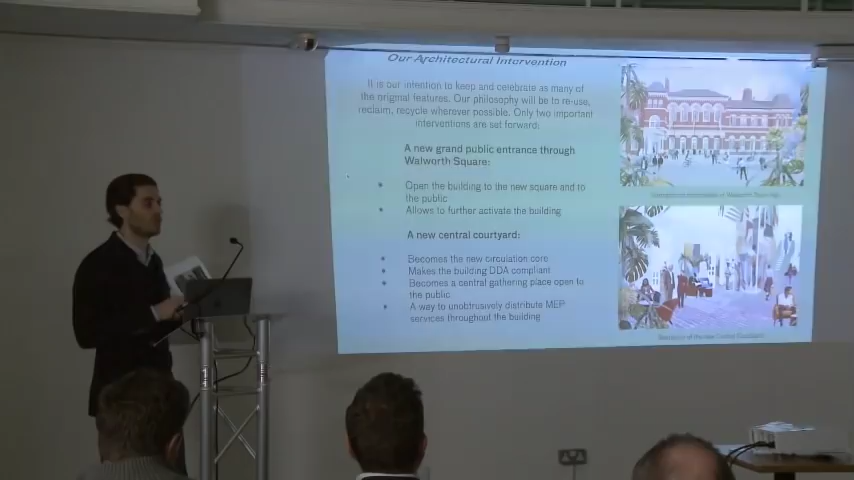 Our Architectural Intervention
It is our intention to keep and celebrate as many of
the original features. Our philosophy will be to re-use,
reclaim, recycle wherever possible. Only two important
interventions are set forward:
A new grand public entrance through
Walworth Square:
Open the building to the new square and to
the public
Allows to further activate the building
A new central courtyard:
Becomes the new circulation core
Makes the building DDA compliant
Becomes a central gathering place open to
the public
A way to unobtrusively distribute MEP
services throughout the building